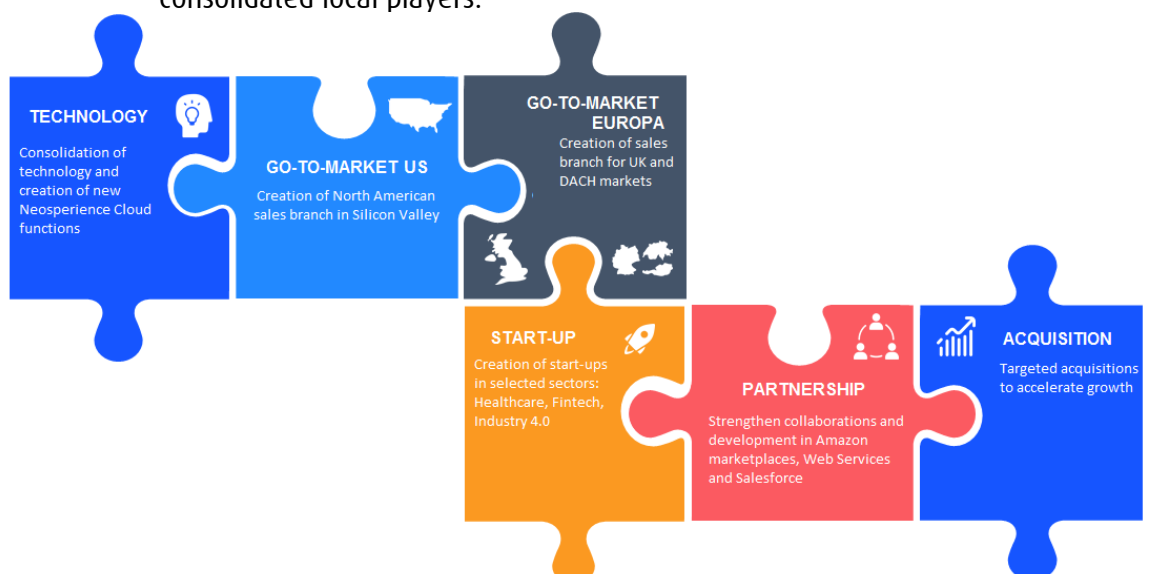 consolidated local players.
TECHNOLOGY
Consolidation of
technology and
creation of new
Neosperience Cloud
functions
GO-TO-MARKET US
Creation of North American
sales branch in Silicon Valley
GO-TO-MARKET
EUROPA
Creation of sales
branch for UK and
DACH markets
START-UP
Creation of start-ups
in selected sectors:
Healthcare, Fintech,
Industry 4.0
PARTNERSHIP
Strengthen collaborations and
development in Amazon
marketplaces, Web Services
and Salesforce
ACQUISITION
Targeted acquisitions
to accelerate growth